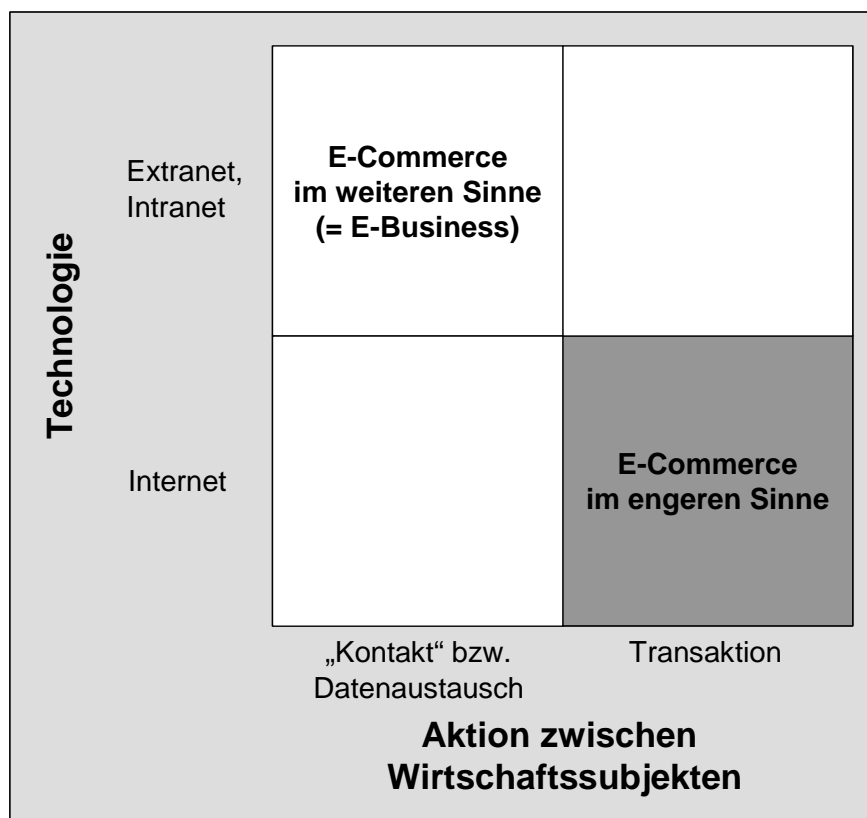 Technologie
Extranet,
Intranet
E-Commerce
im weiteren Sinne
(= E-Business)
Internet
E-Commerce
im engeren Sinne
„Kontakt“ bzw.
Datenaustausch
Transaktion
Aktion zwischen
Wirtschaftssubjekten